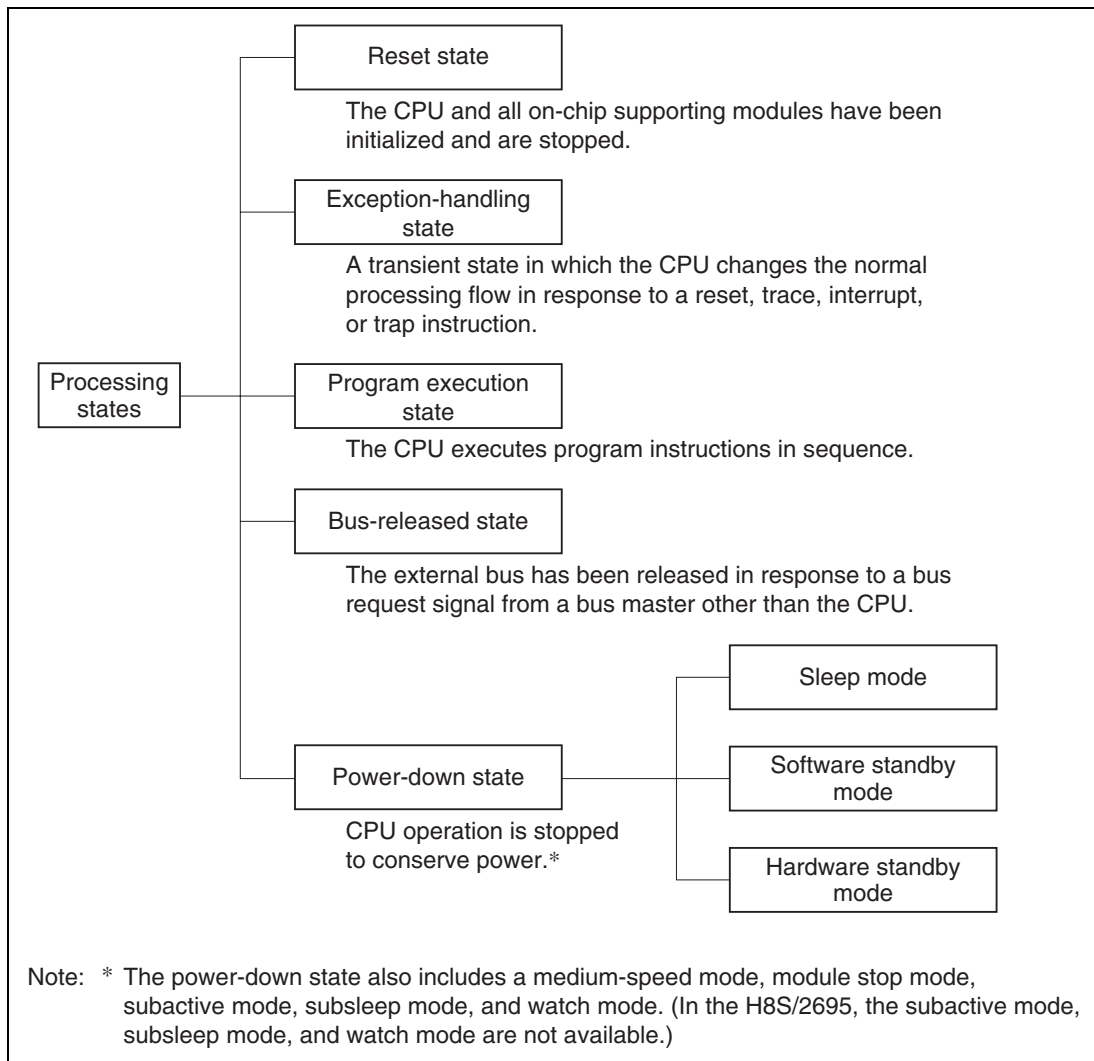 Reset state
The CPU and all on-chip supporting modules have been
initialized and are stopped.
Exception-handling
state
A transient state in which the CPU changes the normal
processing flow in response to a reset, trace, interrupt,
or trap instruction.
Processing
states
Program execution
state
The CPU executes program instructions in sequence.
Bus-released state
The external bus has been released in response to a bus
request signal from a bus master other than the CPU.
Sleep mode
Power-down state
CPU operation is stopped
to conserve power.*
Software standby
mode
Hardware standby
mode
Note: * The power-down state also includes a medium-speed mode, module stop mode,
subactive mode, subsleep mode, and watch mode. (In the H8S/2695, the subactive mode,
subsleep mode, and watch mode are not available.)